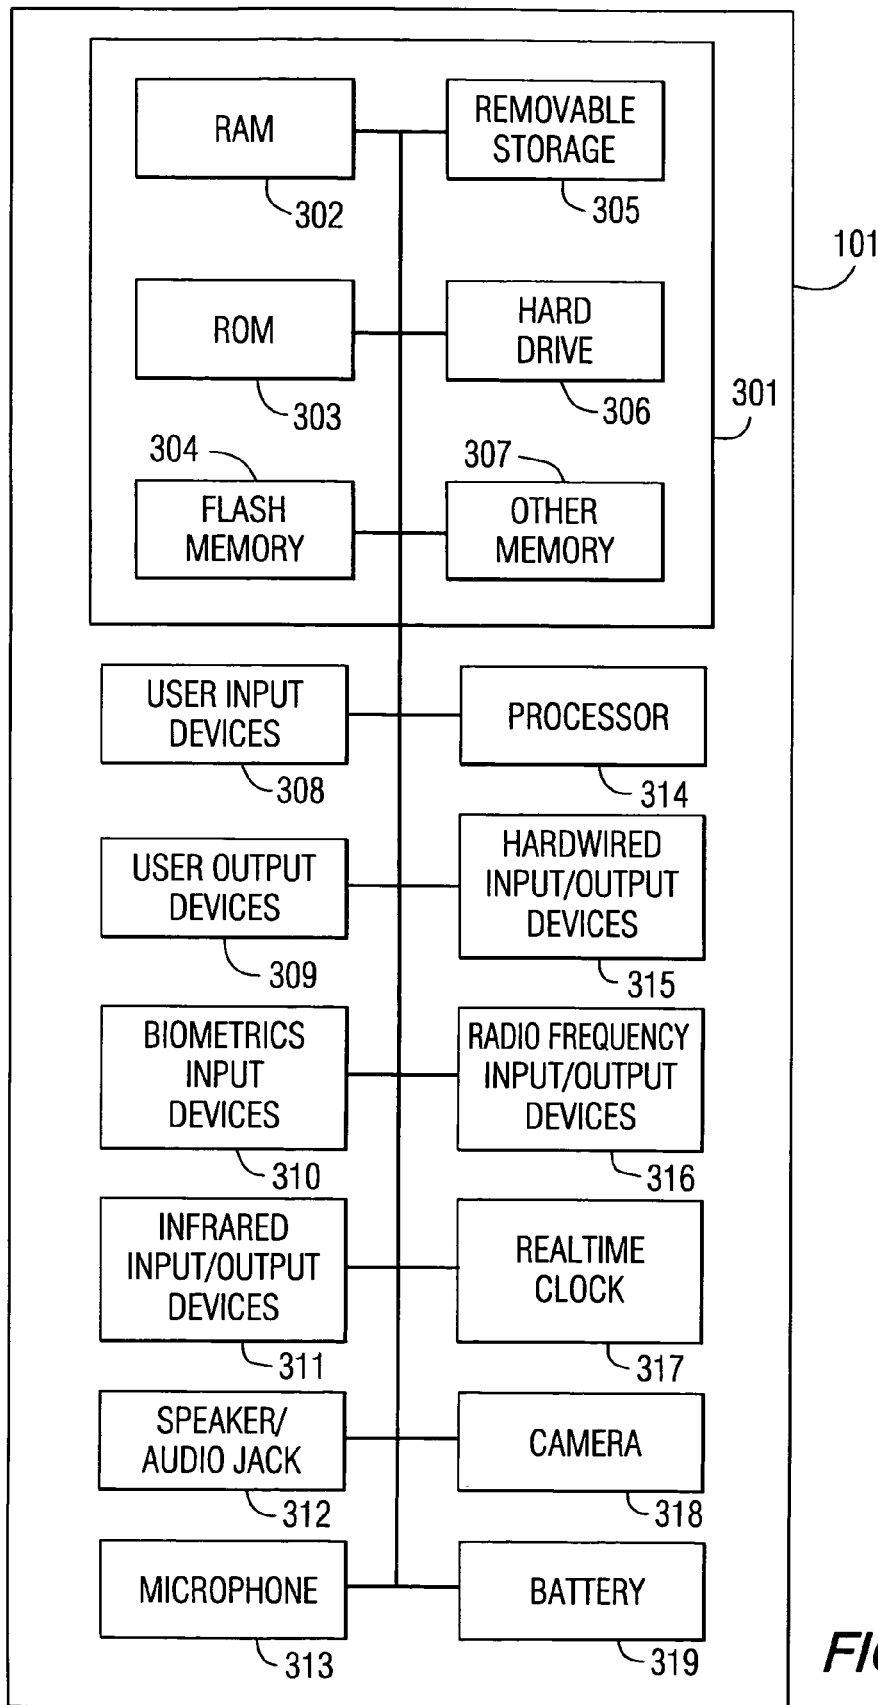 RAM
302
REMOVABLE
STORAGE
305
101
ROM
303
HARD
DRIVE
306
301
304
FLASH
MEMORY
307
OTHER
MEMORY
USER INPUT
DEVICES
308
PROCESSOR
314
USER OUTPUT
DEVICES
309
HARDWIRED
INPUT/OUTPUT
DEVICES
315
BIOMETRICS
INPUT
DEVICES
310
RADIO FREQUENCY
INPUT/OUTPUT
DEVICES
316
INFRARED
INPUT/OUTPUT
DEVICES
311
REALTIME
CLOCK
317
SPEAKER/
AUDIO JACK
312
CAMERA
318
MICROPHONE
313
BATTERY
319